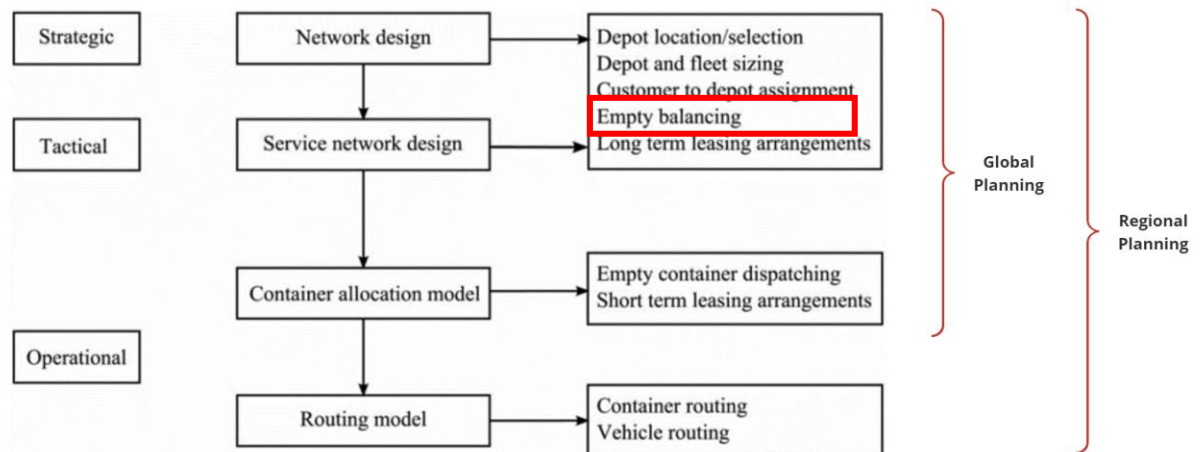 Strategic
Network design
Depot location/selection
Depot and fleet sizing
Customer to depot assignment
Empty balancing
Long term leasing arrangements
Tactical
Service network design
Global
Planning
Regional
Planning
Container allocation model
Empty container dispatching
Short term leasing arrangements
Operational
Routing model
Container routing
Vehicle routing